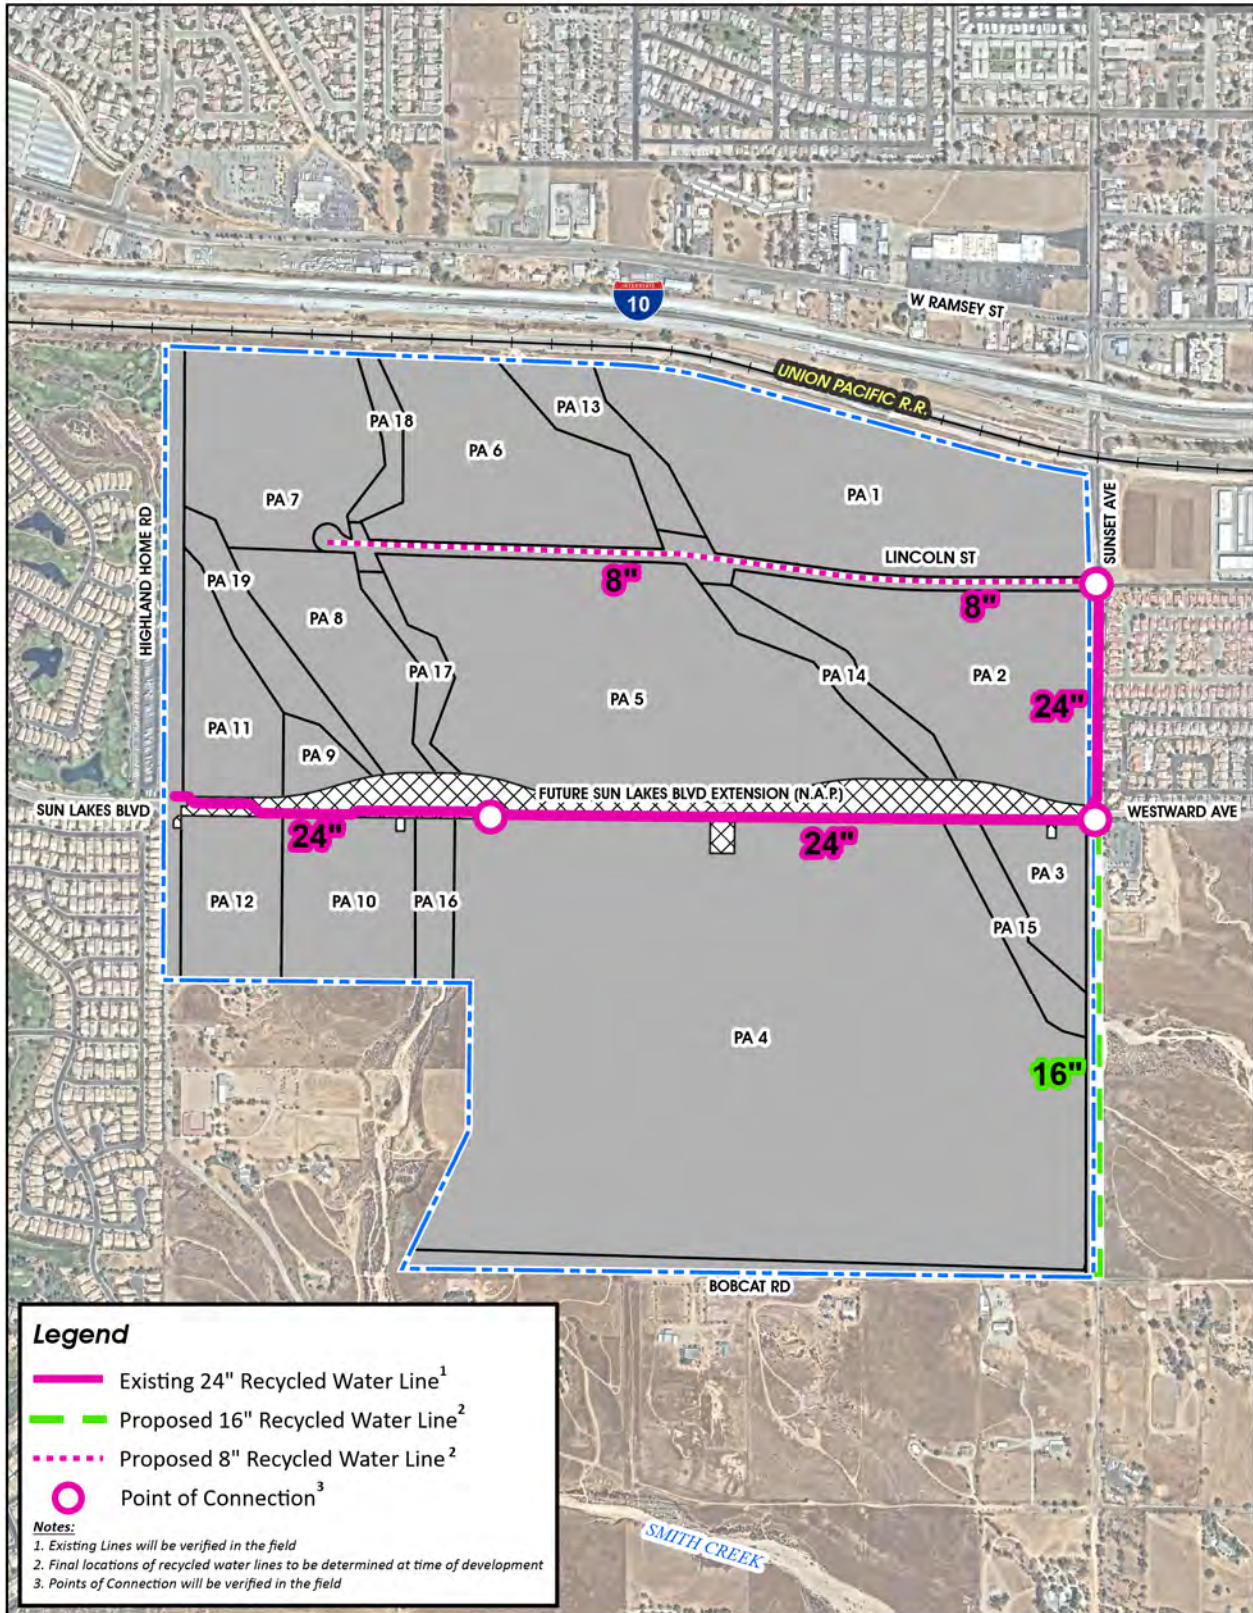 INTERSTATE
10
W RAMSEY ST
UNION PACIFIC R.R.
PA 13
PA 18
PA 6
PA 7
PA 1
SUNSET AVE
HIGHLAND HOME RD
LINCOLN ST
8"
8"
PA 19
PA 8
PA 17
PA 14
PA 2
PA 5
24"
PA 11
PA 9
FUTURE SUN LAKES BLVD EXTENSION (N.A.P.)
SUN LAKES BLVD
WESTWARD AVE
24"
24"
PA 3
PA 12
PA 10
PA 16
PA 15
PA 4
16"
BOBCAT RD
Legend
Existing 24" Recycled Water Line1
Proposed 16" Recycled Water Line2
Proposed 8" Recycled Water Line2
Point of Connection3
Notes:
1. Existing Lines will be verified in the field
2. Final locations of recycled water lines to be determined at time of development
3. Points of Connection will be verified in the field
SMITH CREEK